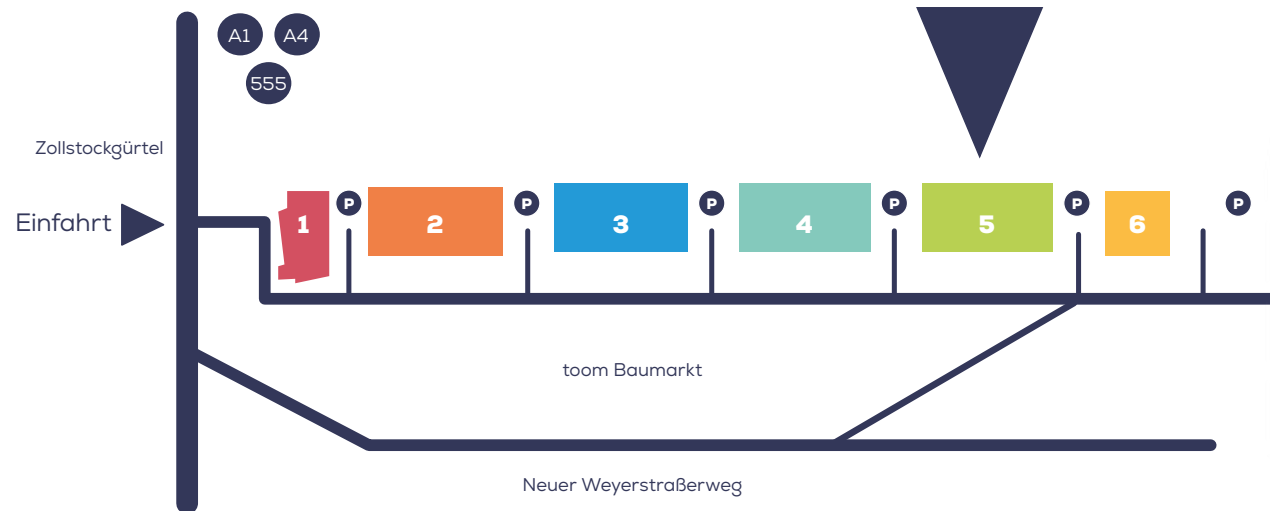 A1 A4
555
Zollstockgürtel
Einfahrt
P P P P P P
1 2 3 4 5 6
toom Baumarkt
Neuer Weyerstraßerweg